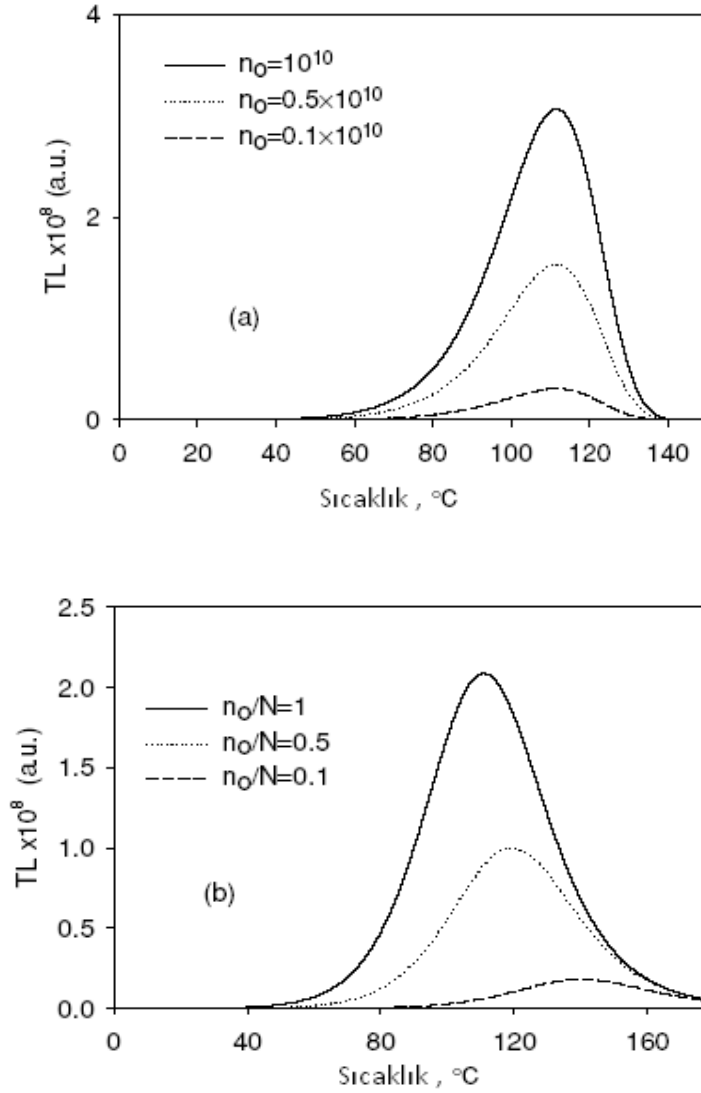 4
n₀=10¹⁰
n₀=0.5×10¹⁰
n₀=0.1×10¹⁰
TL x10⁸ (a.u.)
2
(a)
0
0 20 40 60 80 100 120 140
Sıcaklık , °C
2.5
n₀/N=1
n₀/N=0.5
n₀/N=0.1
2.0
1.5
TL x10⁸ (a.u.)
1.0
(b)
0.5
0.0
0 40 80 120 160
Sıcaklık , °C